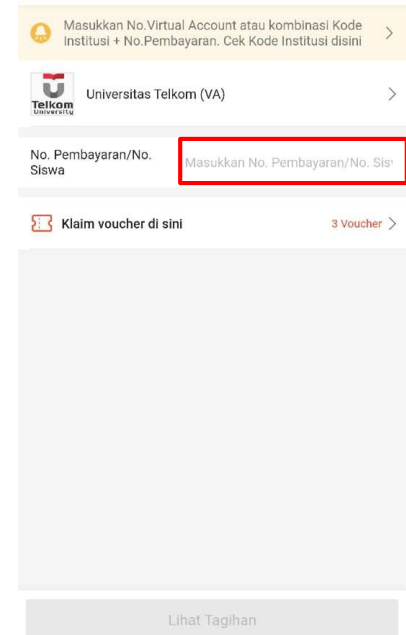 Masukkan No.Virtual Account atau kombinasi Kode
Institusi + No.Pembayaran. Cek Kode Institusi disini
Telkom
University
Universitas Telkom (VA)
No. Pembayaran/No.
Siswa
Masukkan No. Pembayaran/No. Sis
Klaim voucher di sini
3 Voucher
Lihat Tagihan